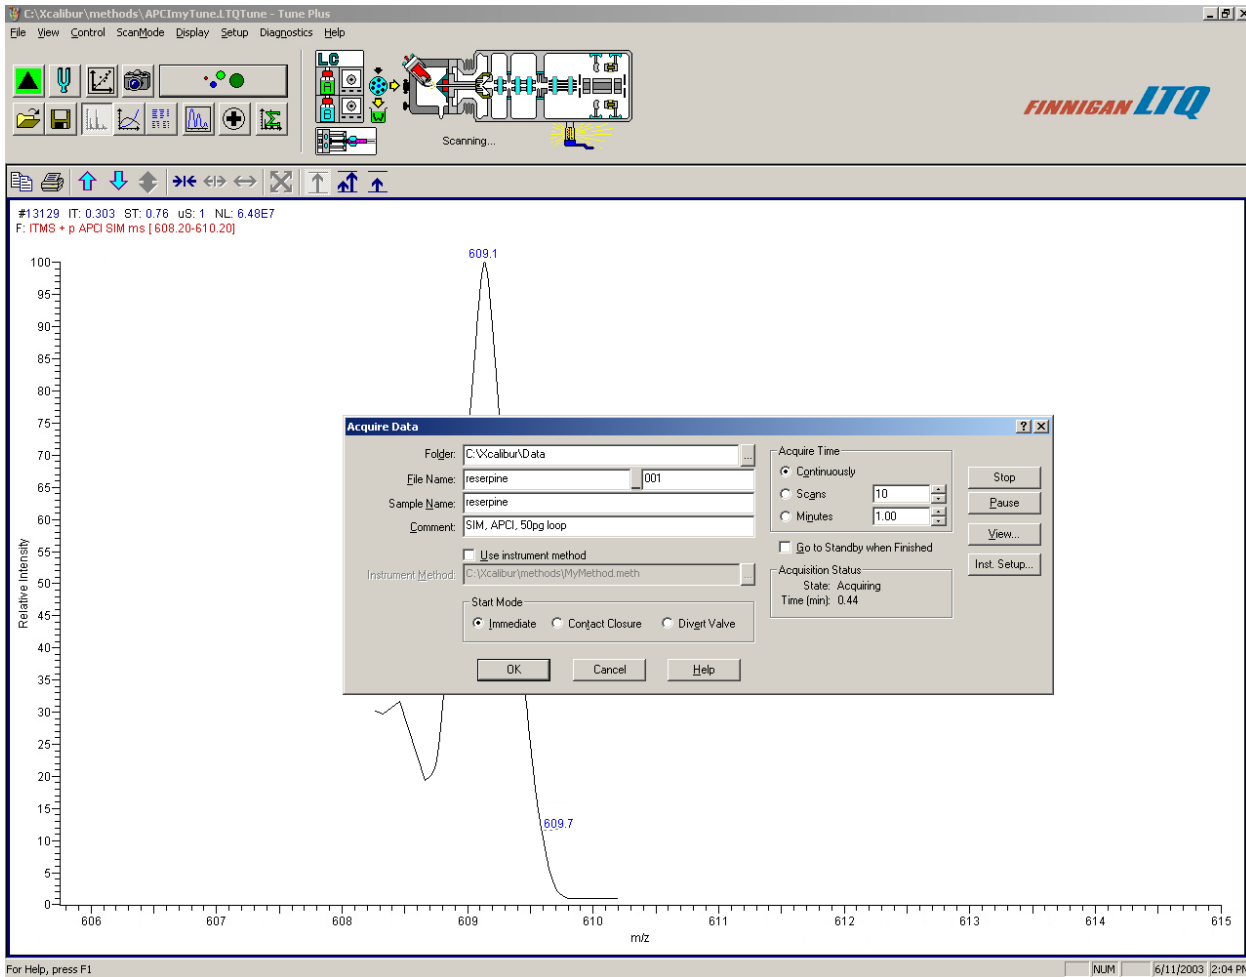 C:\Xcalibur\methods\APCImyTune.LTQTune - Tune Plus
File View Control ScanMode Display Setup Diagnostics Help
LC
A
B
Scanning...
FINNIGAN LTQ
#13129 IT: 0.303 ST: 0.76 uS: 1 NL: 6.48E7
F: ITMS + p APCI SIM ms [ 608.20-610.20]
609.1
100
95
90
85
80
75
70
65
60
55
50
45
40
35
30
25
20
15
10
5
0
Relative Intensity
Acquire Data
Folder: C:\Xcalibur\Data ...
File Name: reserpine _ 001
Sample Name: reserpine
Comment: SIM, APCI, 50pg loop
Use instrument method
Instrument Method: C:\Xcalibur\methods\MyMethod.meth ...
Start Mode
Immediate Contact Closure Divert Valve
OK Cancel Help
Acquire Time
Continuously
Scans 10
Minutes 1.00
Go to Standby when Finished
Acquisition Status
State: Acquiring
Time (min): 0.44
Stop
Pause
View...
Inst. Setup...
609.7
606 607 608 609 610 611 612 613 614 615
m/z
For Help, press F1
NUM 6/11/2003 2:04 PM